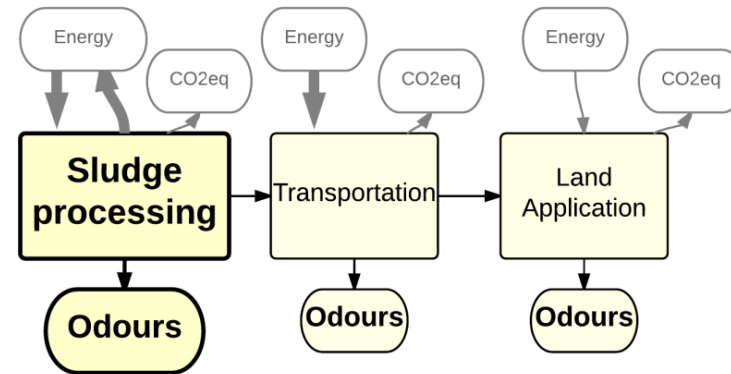 Energy
Energy
Energy
CO2eq
CO2eq
CO2eq
Sludge
processing
Transportation
Land
Application
Odours
Odours
Odours